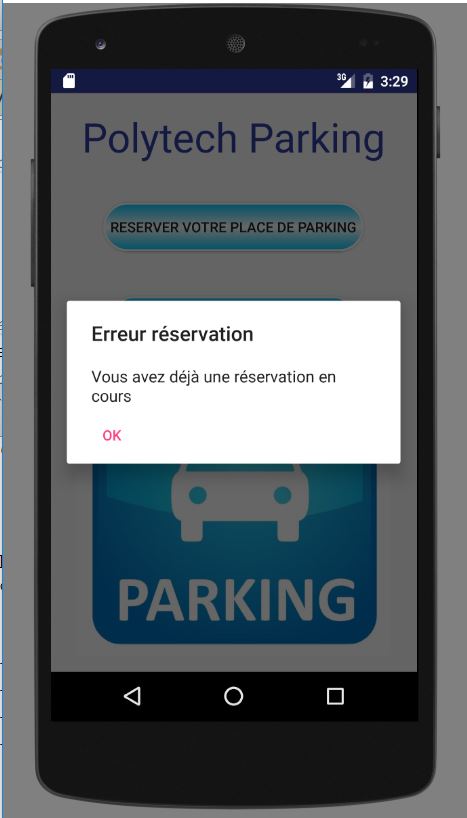 3G 3:29
Polytech Parking
RESERVER VOTRE PLACE DE PARKING
Erreur réservation
Vous avez déjà une réservation en
cours
OK
PARKING